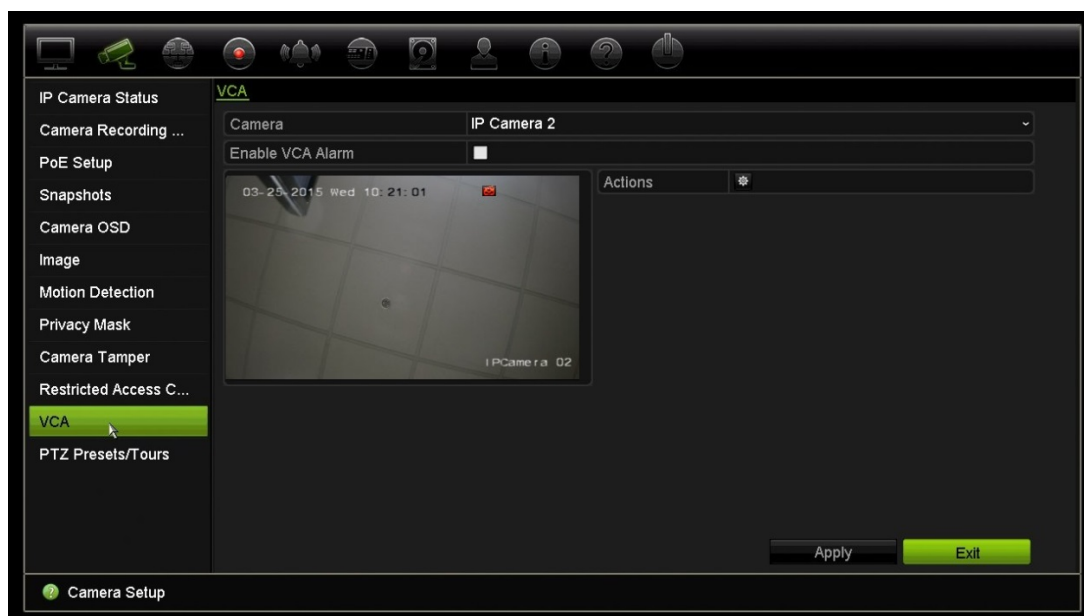 IP Camera Status
Camera Recording ...
PoE Setup
Snapshots
Camera OSD
Image
Motion Detection
Privacy Mask
Camera Tamper
Restricted Access C...
VCA
PTZ Presets/Tours
VCA
Camera IP Camera 2
Enable VCA Alarm
03-25-2015 Wed 10:21:01
IPCamera 02
Actions
Apply Exit
Camera Setup